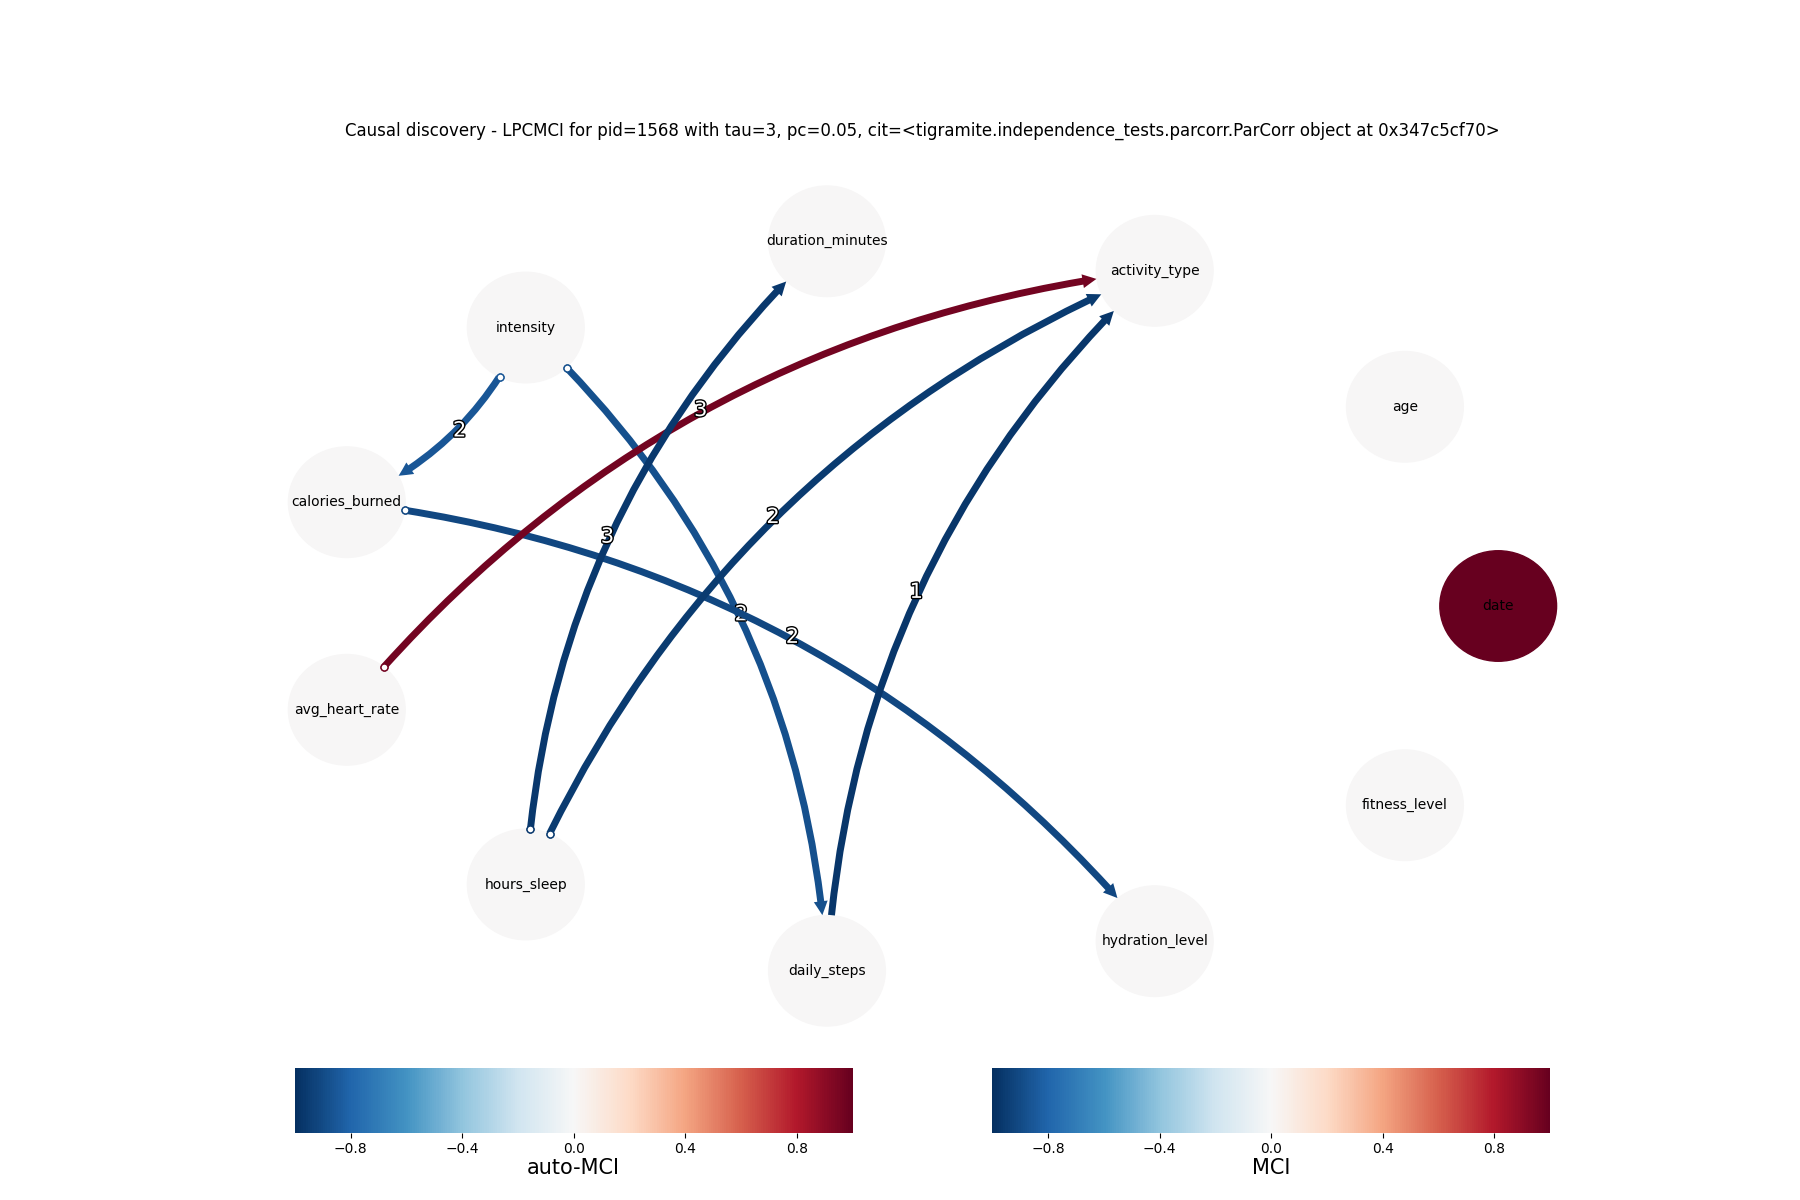 Causal discovery - LPCMCI for pid=1568 with tau=3, pc=0.05, cit=<tigramite.independence_tests.parcorr.ParCorr object at 0x347c5cf70>
duration_minutes
activity_type
intensity
age
3
2
calories_burned
2
3
1
date
2
2
avg_heart_rate
fitness_level
hours_sleep
hydration_level
daily_steps
−0.8 −0.4 0.0 0.4 0.8
auto-MCI
−0.8 −0.4 0.0 0.4 0.8
MCI